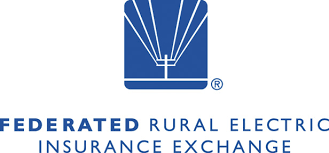 ®
FEDERATED RURAL ELECTRIC
INSURANCE EXCHANGE